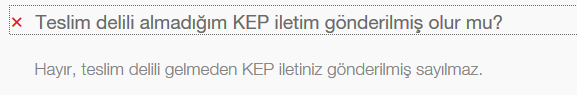 Teslim delili almadığım KEP iletim gönderilmiş olur mu?
Hayır, teslim delili gelmeden KEP iletiniz gönderilmiş sayılmaz.